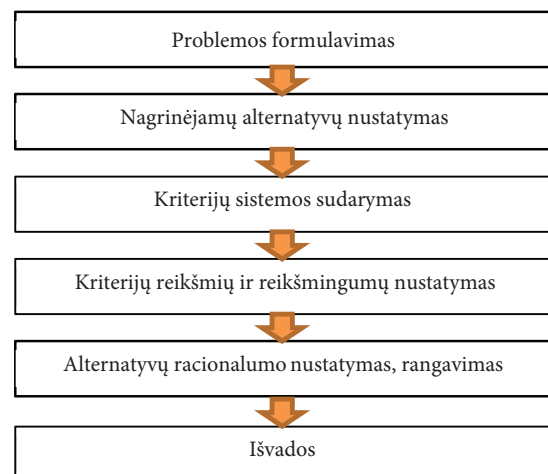 Problemos formulavimas
Nagrinėjamų alternatyvų nustatymas
Kriterijų sistemos sudarymas
Kriterijų reikšmių ir reikšmingumų nustatymas
Alternatyvų racionalumo nustatymas, rangavimas
Išvados